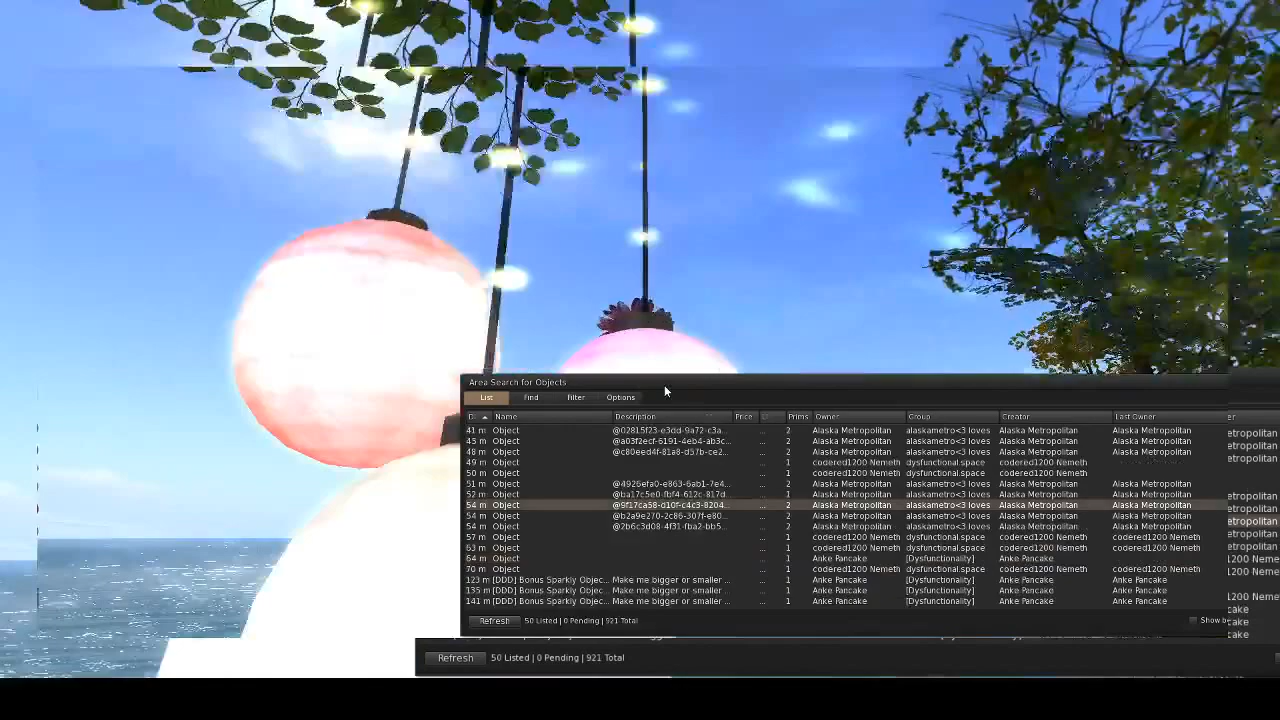 Area Search for Objects
List Find Filter Options
D. Name Description Price ... Prims Owner Group Creator Last Owner
41 m Object @02815f23-e3dd-9a72-c3a... ... 2 Alaska Metropolitan alaskametro<3 loves Alaska Metropolitan Alaska Metropolitan
43 m Object @a03f2ecf-6191-4eb4-ab3c... ... 2 Alaska Metropolitan alaskametro<3 loves Alaska Metropolitan Alaska Metropolitan
48 m Object @c80eed4f-81a8-d37b-ce2... ... 2 Alaska Metropolitan alaskametro<3 loves Alaska Metropolitan Alaska Metropolitan
49 m Object ... 1 codered1200 Nemeth dysfunctional.space codered1200 Nemeth
50 m Object ... 1 codered1200 Nemeth dysfunctional.space codered1200 Nemeth
51 m Object @4926efa0-e863-6ab1-7e4... ... 2 Alaska Metropolitan alaskametro<3 loves Alaska Metropolitan Alaska Metropolitan
52 m Object @ba17c5e0-fbf4-612c-817d... ... 1 Alaska Metropolitan alaskametro<3 loves Alaska Metropolitan Alaska Metropolitan
54 m Object @9f17ca58-d10f-c4c3-8204... ... 2 Alaska Metropolitan alaskametro<3 loves Alaska Metropolitan Alaska Metropolitan
54 m Object @b2a9e270-2c86-307f-e80... ... 2 Alaska Metropolitan alaskametro<3 loves Alaska Metropolitan Alaska Metropolitan
54 m Object @2b6c3d08-4f31-fba2-bb5... ... 2 Alaska Metropolitan alaskametro<3 loves Alaska Metropolitan Alaska Metropolitan
57 m Object ... 1 codered1200 Nemeth dysfunctional.space codered1200 Nemeth codered1200 Nemeth
63 m Object ... 1 codered1200 Nemeth dysfunctional.space codered1200 Nemeth codered1200 Nemeth
64 m Object ... 1 Anke Pancake [Dysfunctionality] Anke Pancake
70 m Object ... 1 codered1200 Nemeth dysfunctional.space codered1200 Nemeth codered1200 Nemeth
123 m [DDD] Bonus Sparkly Objec... Make me bigger or smaller ... ... 1 Anke Pancake [Dysfunctionality] Anke Pancake
135 m [DDD] Bonus Sparkly Objec... Make me bigger or smaller ... ... 1 Anke Pancake [Dysfunctionality] Anke Pancake
141 m [DDD] Bonus Sparkly Objec... Make me bigger or smaller ... ... 1 Anke Pancake [Dysfunctionality] Anke Pancake
Refresh 50 Listed | 0 Pending | 921 Total Show be
Refresh 50 Listed | 0 Pending | 921 Total